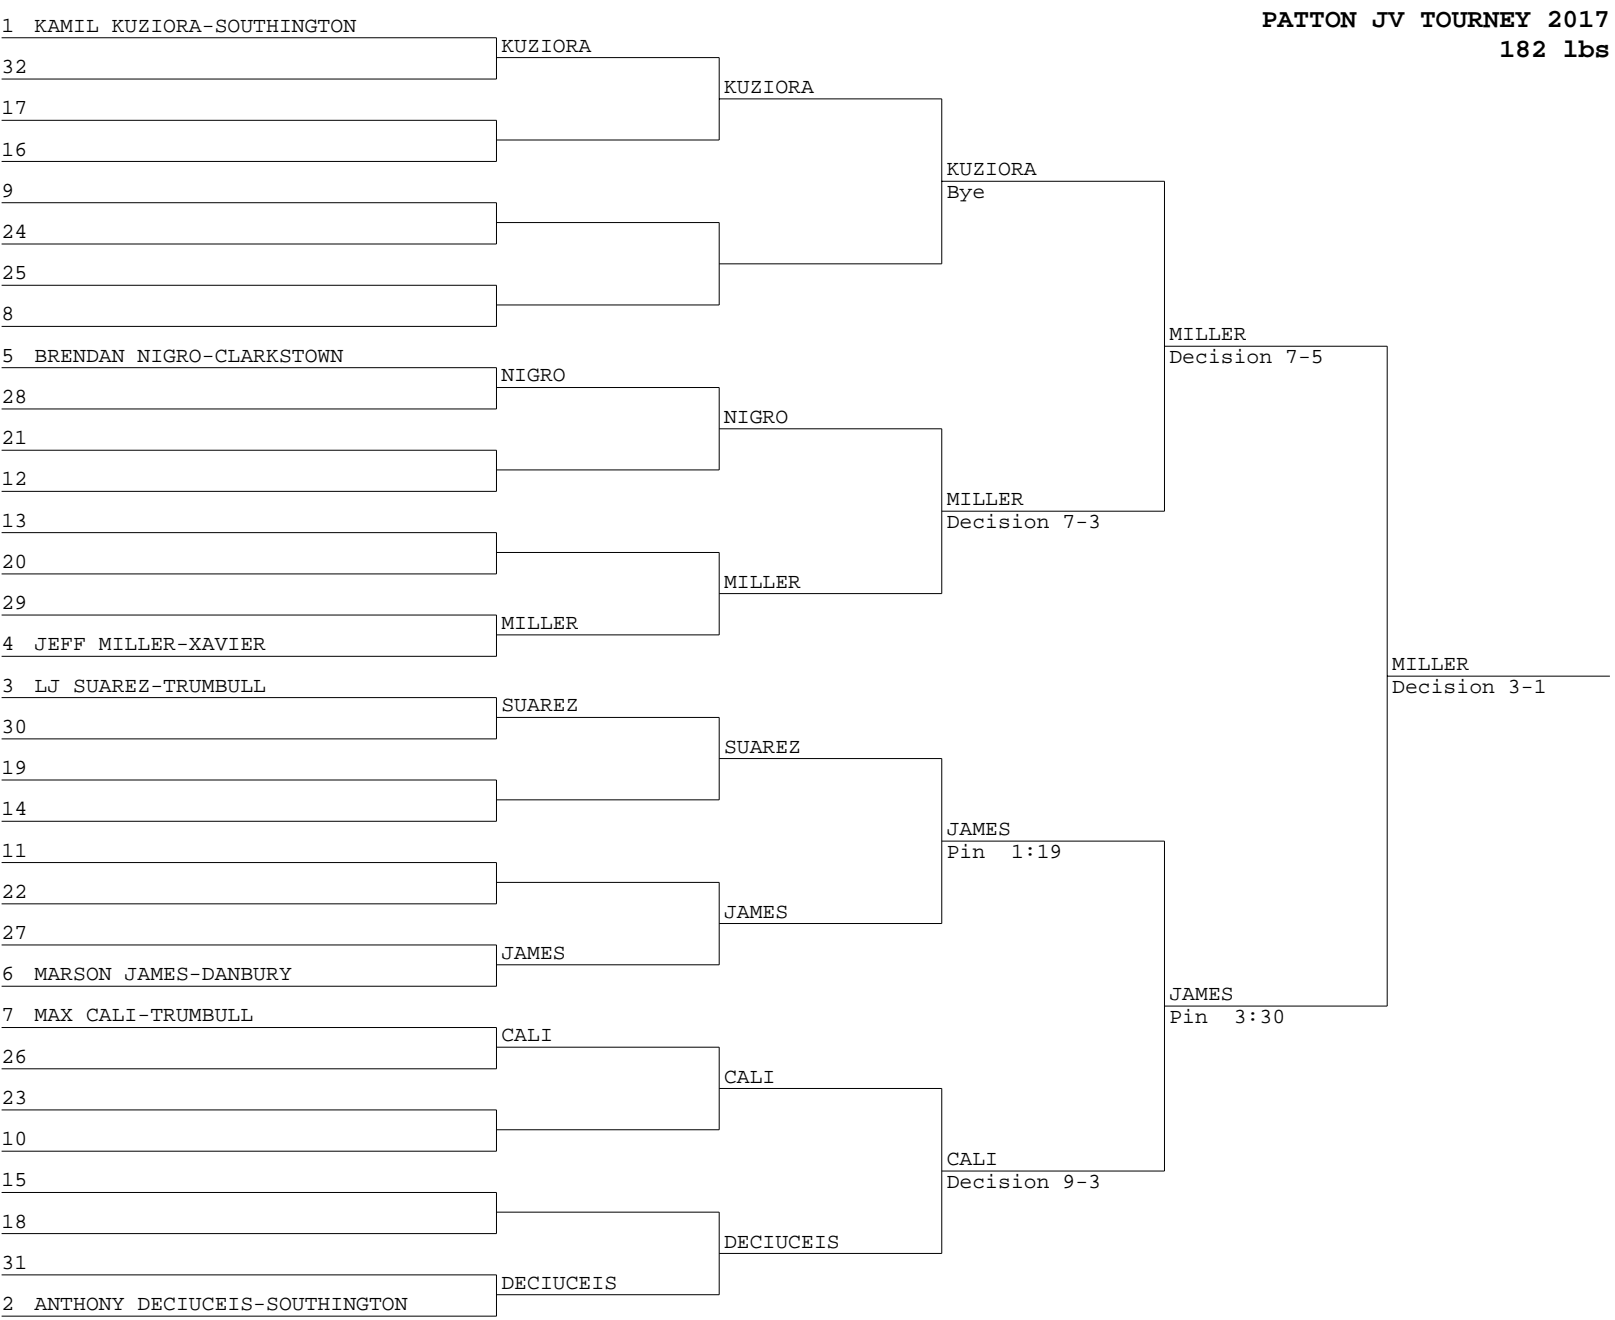 PATTON JV TOURNEY 2017
182 lbs
1 KAMIL KUZIORA-SOUTHINGTON
32
17
16
9
24
25
8
5 BRENDAN NIGRO-CLARKSTOWN
28
21
12
13
20
29
4 JEFF MILLER-XAVIER
3 LJ SUAREZ-TRUMBULL
30
19
14
11
22
27
6 MARSON JAMES-DANBURY
7 MAX CALI-TRUMBULL
26
23
10
15
18
31
2 ANTHONY DECIUCEIS-SOUTHINGTON
KUZIORA
NIGRO
MILLER
SUAREZ
JAMES
CALI
DECIUCEIS
KUZIORA
NIGRO
MILLER
SUAREZ
JAMES
CALI
DECIUCEIS
KUZIORA
Bye
MILLER
Decision 7-3
JAMES
Pin 1:19
CALI
Decision 9-3
MILLER
Decision 7-5
JAMES
Pin 3:30
MILLER
Decision 3-1